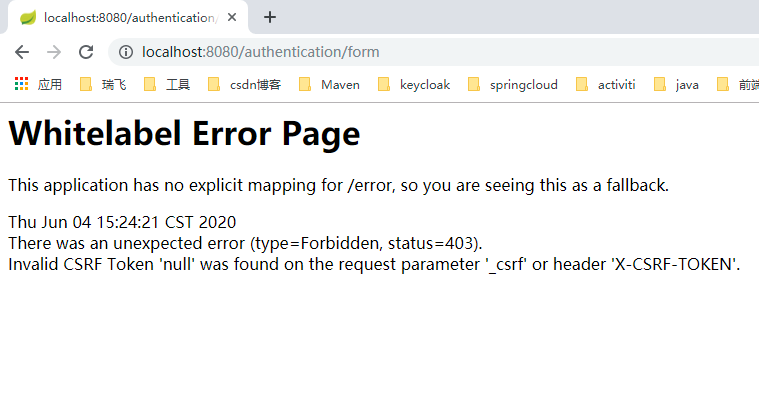 localhost:8080/authentication/
localhost:8080/authentication/form
应用 瑞飞 工具 csdn博客 Maven keycloak springcloud activiti java 前端
Whitelabel Error Page
This application has no explicit mapping for /error, so you are seeing this as a fallback.
Thu Jun 04 15:24:21 CST 2020
There was an unexpected error (type=Forbidden, status=403).
Invalid CSRF Token 'null' was found on the request parameter '_csrf' or header 'X-CSRF-TOKEN'.